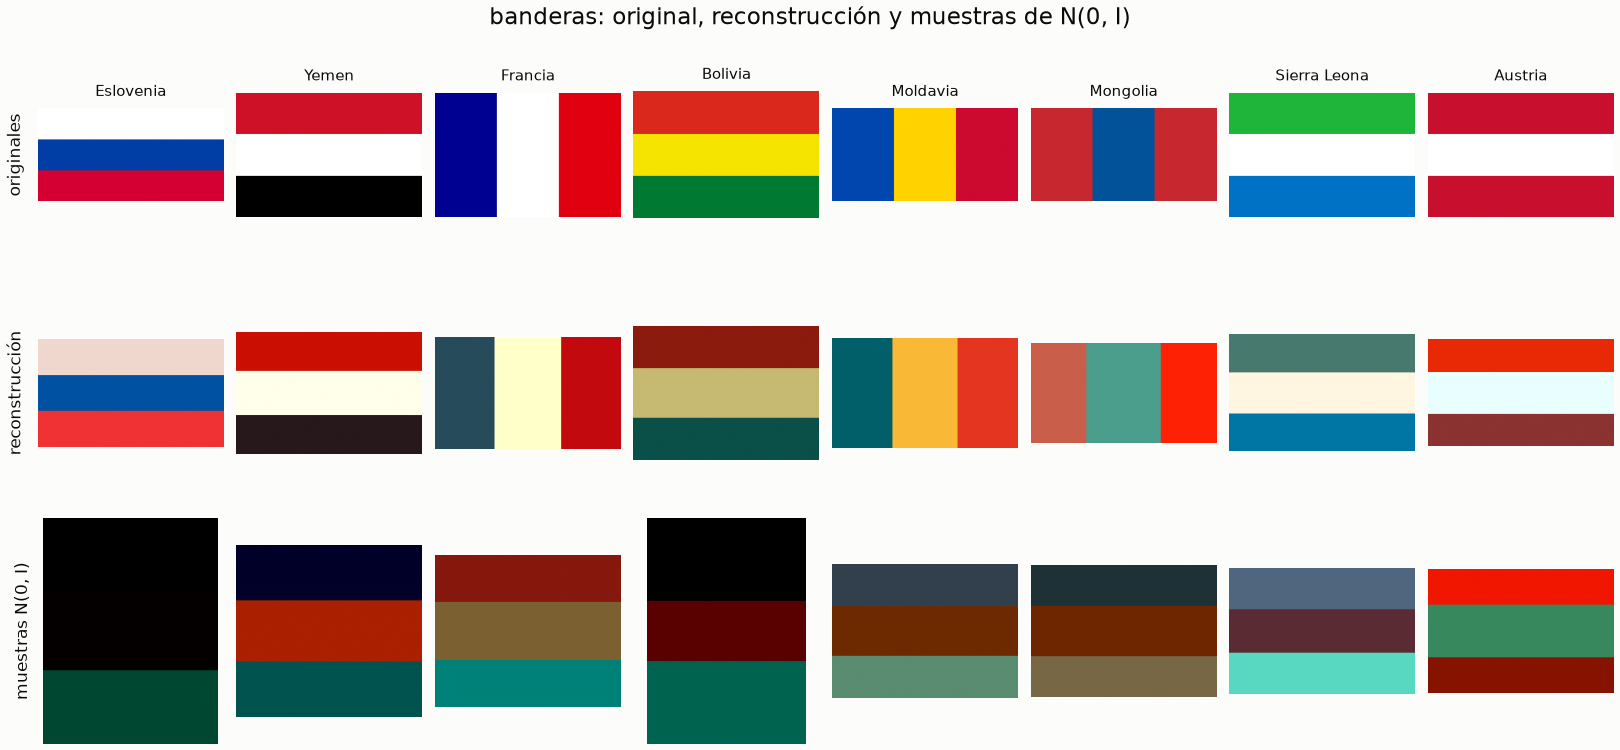 banderas: original, reconstrucción y muestras de N(0, I)
Eslovenia
Yemen
Francia
Bolivia
Moldavia
Mongolia
Sierra Leona
Austria
originales
reconstrucción
muestras N(0, I)